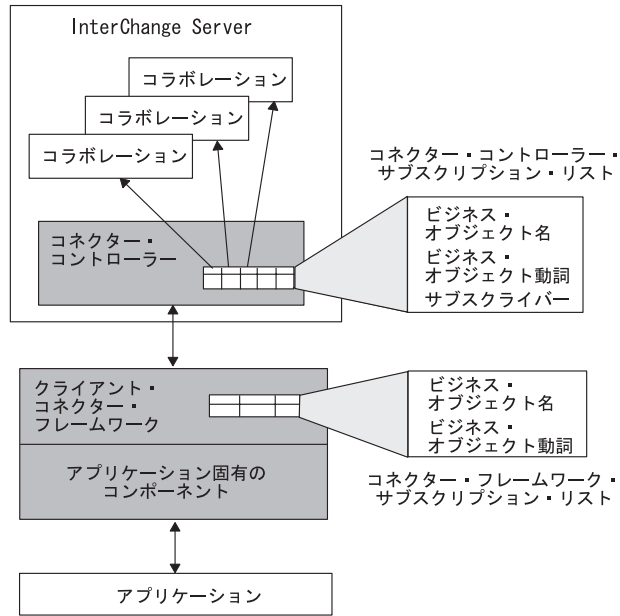 InterChange Server
コラボレーション
コラボレーション
コラボレーション
コネクター・
コントローラー
コネクター・コントローラー・
サブスクリプション・リスト
ビジネス・
オブジェクト名
ビジネス・
オブジェクト動詞
サブスクライバー
クライアント・
コネクター・
フレームワーク
ビジネス・
オブジェクト名
ビジネス・
オブジェクト動詞
アプリケーション固有の
コンポーネント
コネクター・フレームワーク・
サブスクリプション・リスト
アプリケーション